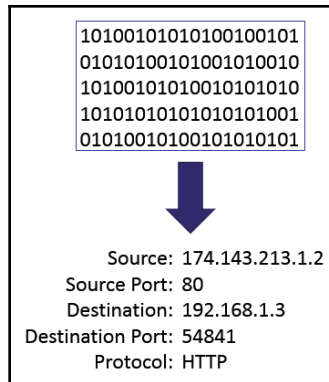 10100101010100100101
01010100101001010010
10100101010010101010
10101010101010101001
01010010100101010101
Source: 174.143.213.1.2
Source Port: 80
Destination: 192.168.1.3
Destination Port: 54841
Protocol: HTTP